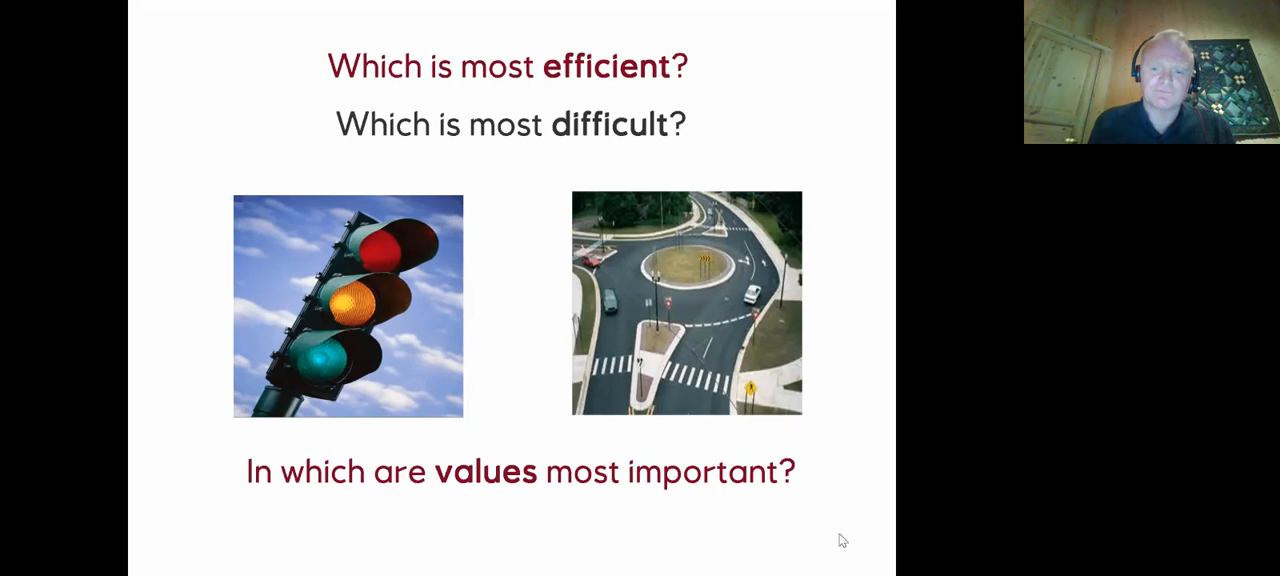 Which is most efficient?
Which is most difficult?
In which are values most important?